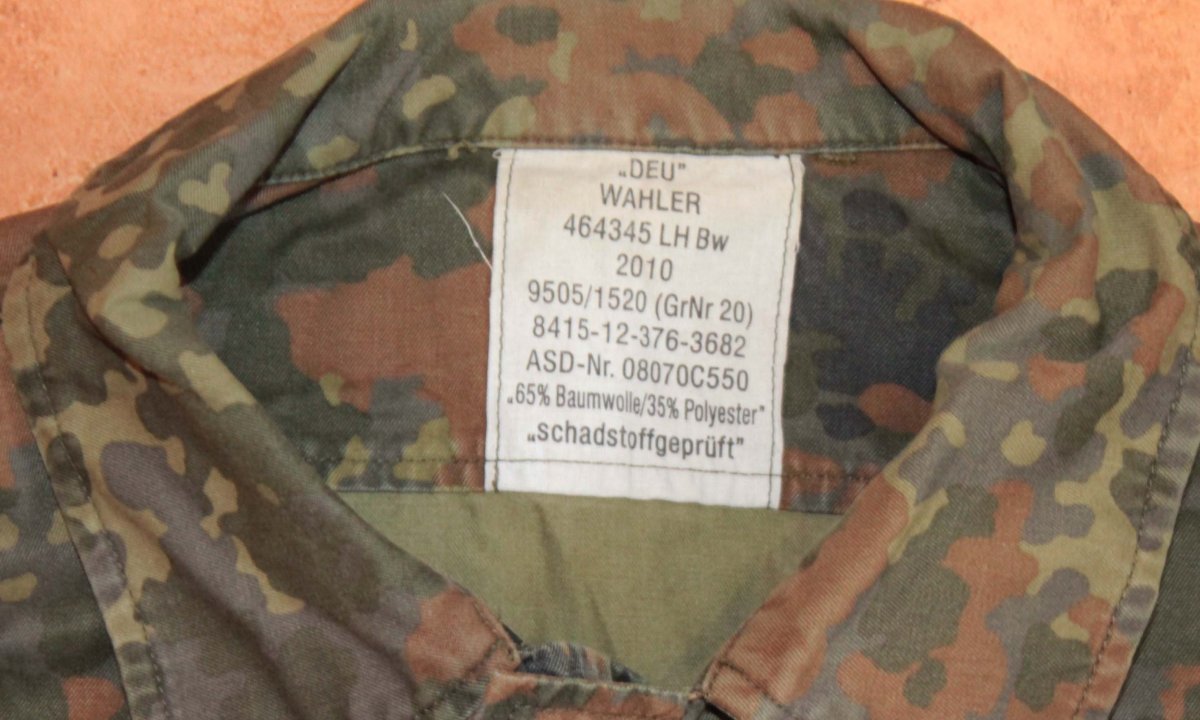 „DEU”
WAHLER
464345 LH Bw
2010
9505/1520 (GrNr 20)
8415-12-376-3682
ASD-Nr. 08070C550
„65% Baumwolle/35% Polyester”
„schadstoffgeprüft”